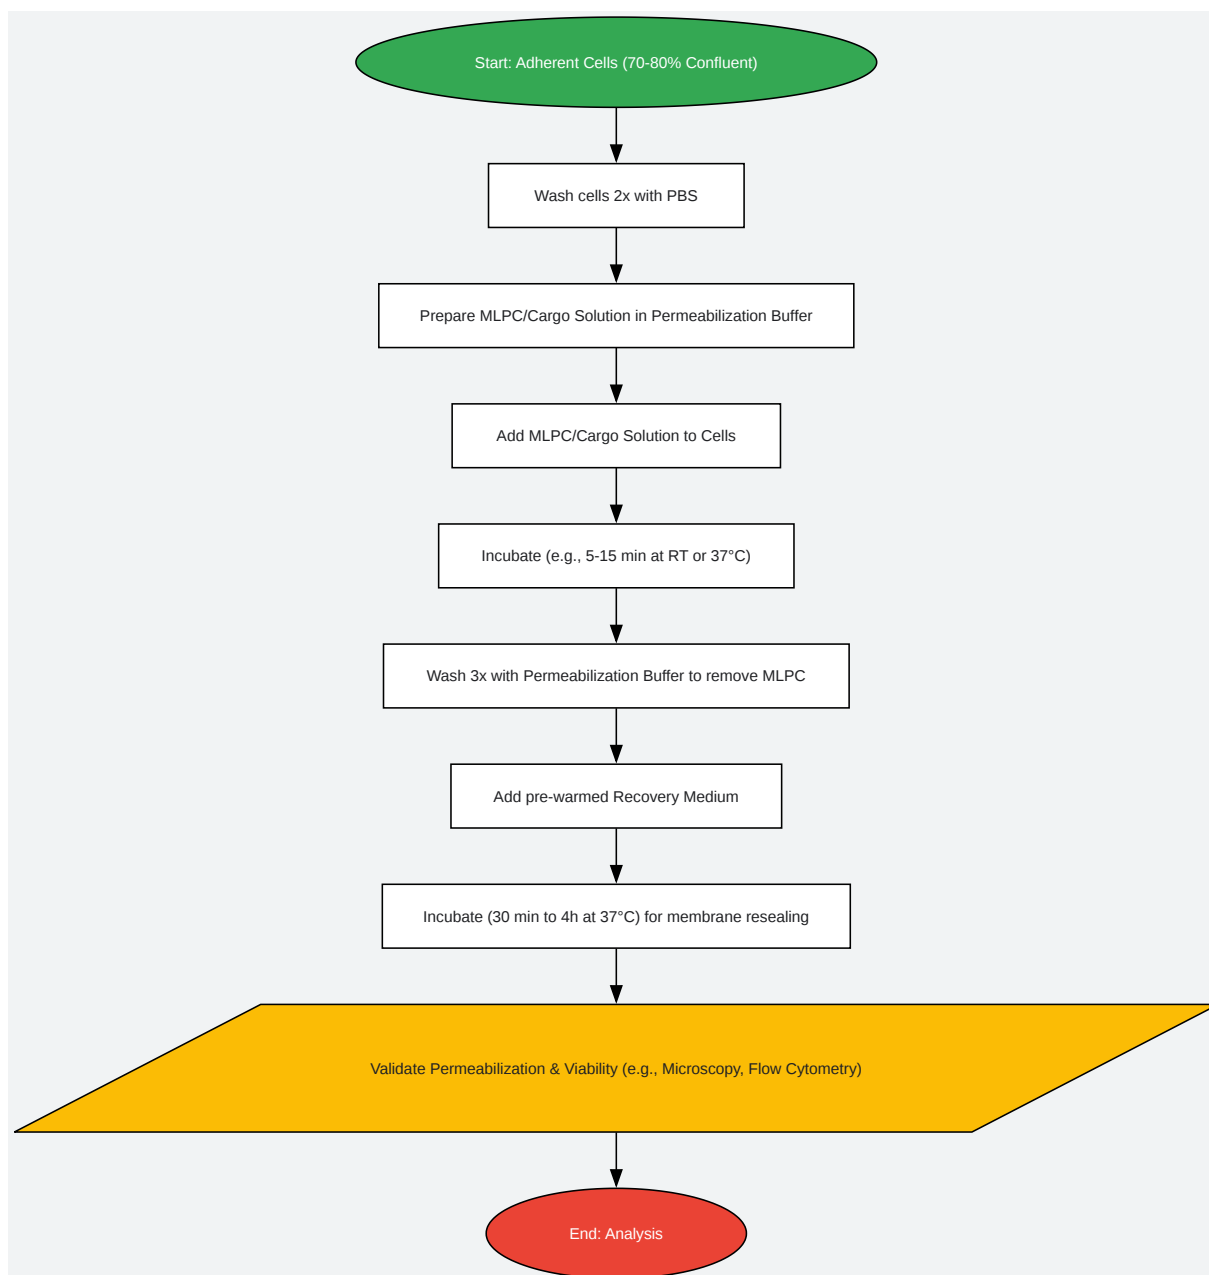 Start: Adherent Cells (70-80% Confluent)
Wash cells 2x with PBS
Prepare MLPC/Cargo Solution in Permeabilization Buffer
Add MLPC/Cargo Solution to Cells
Incubate (e.g., 5-15 min at RT or 37°C)
Wash 3x with Permeabilization Buffer to remove MLPC
Add pre-warmed Recovery Medium
Incubate (30 min to 4h at 37°C) for membrane resealing
Validate Permeabilization & Viability (e.g., Microscopy, Flow Cytometry)
End: Analysis